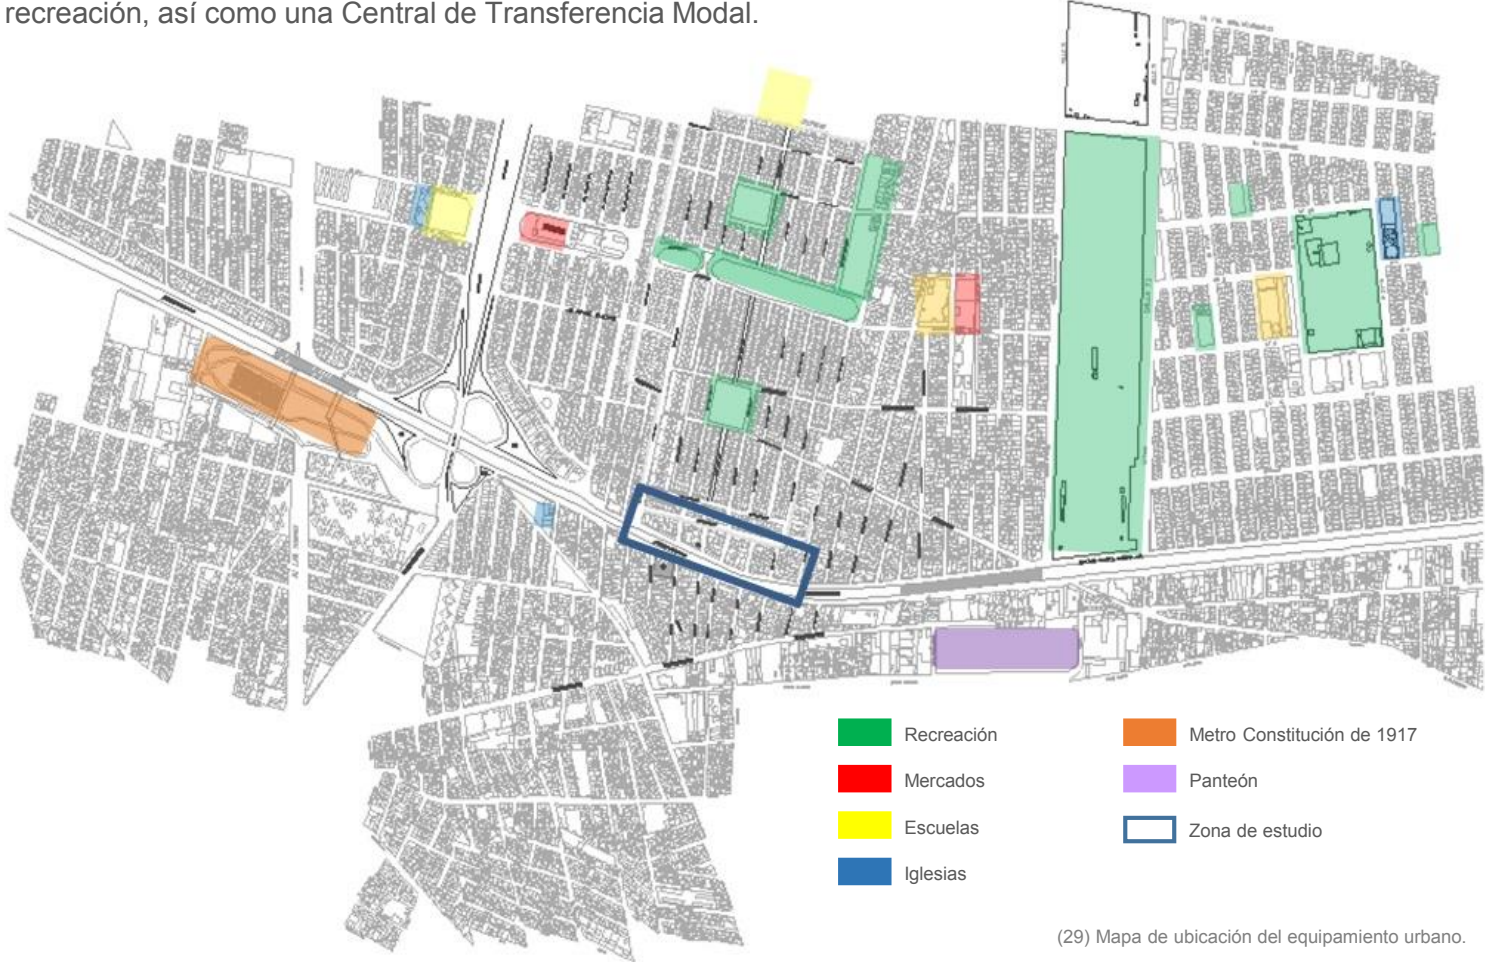 recreación, así como una Central de Transferencia Modal.
Recreación
Mercados
Escuelas
Iglesias
Metro Constitución de 1917
Panteón
Zona de estudio
(29) Mapa de ubicación del equipamiento urbano.